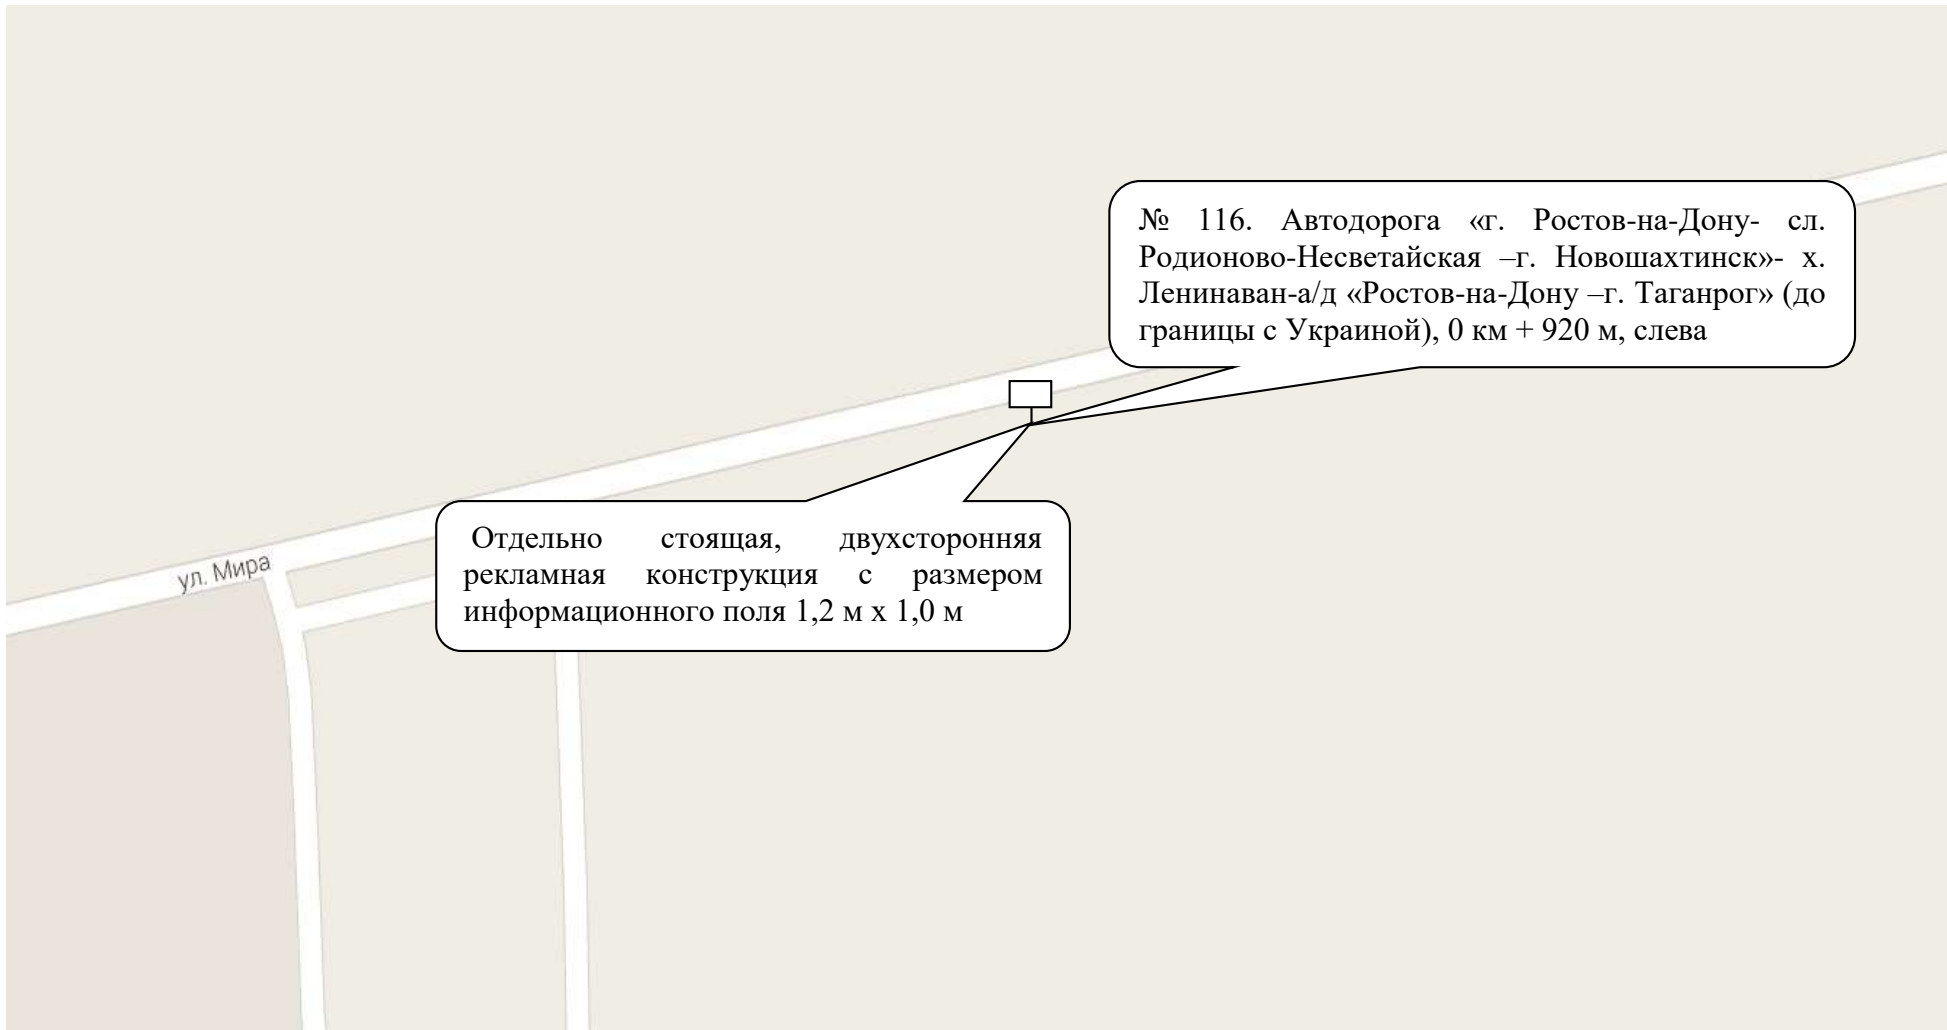 № 116. Автодорога «г. Ростов-на-Дону- сл.
Родионово-Несветайская –г. Новошахтинск»- х.
Ленинаван-а/д «Ростов-на-Дону –г. Таганрог» (до
границы с Украиной), 0 км + 920 м, слева
Отдельно стоящая, двухсторонняя
рекламная конструкция с размером
информационного поля 1,2 м х 1,0 м
ул. Мира